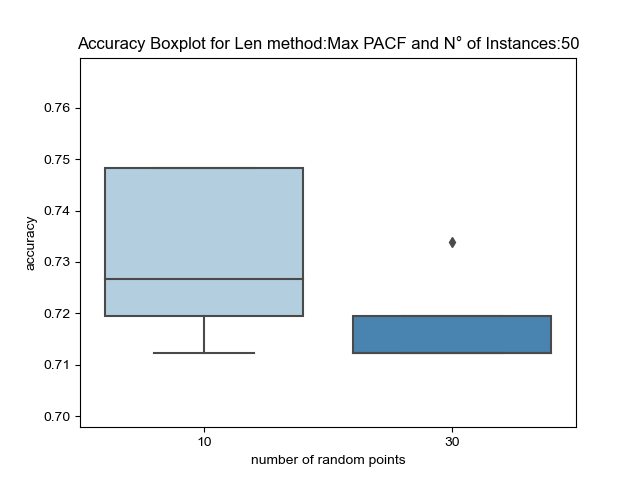 Accuracy Boxplot for Len method:Max PACF and N° of Instances:50
0.76
0.75
0.74
0.73
0.72
0.71
0.70
accuracy
10 30
number of random points